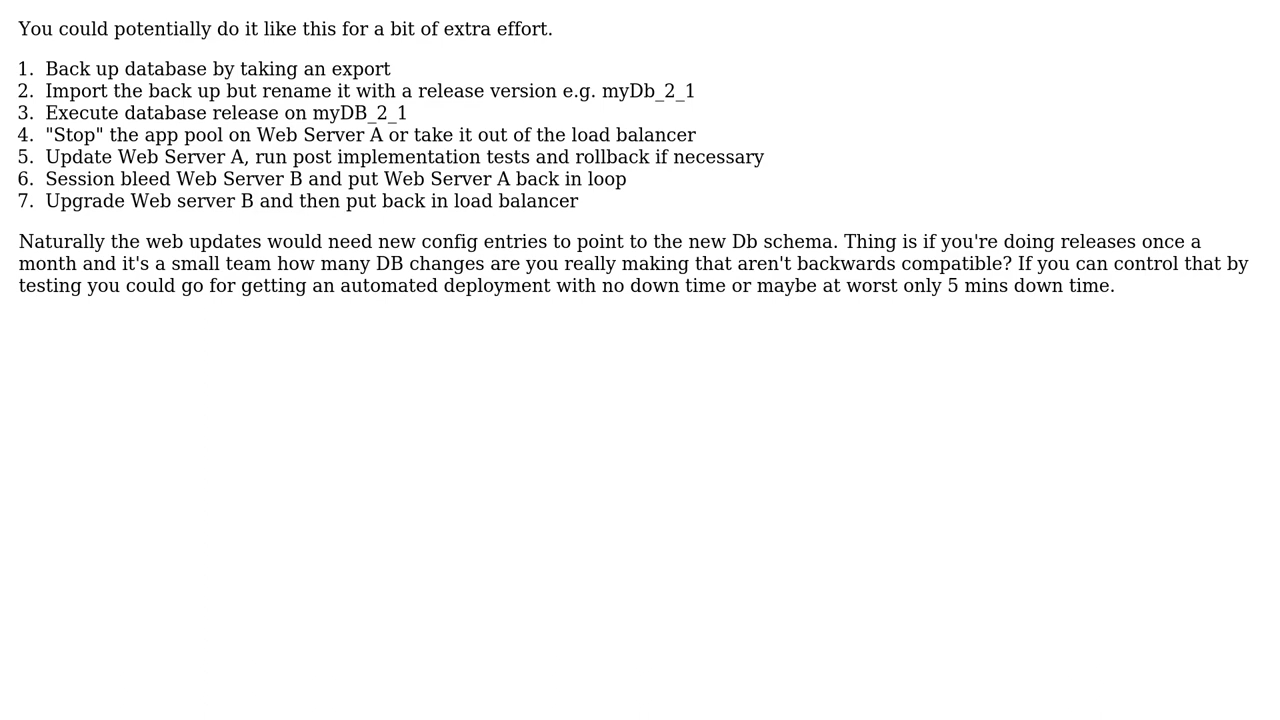 You could potentially do it like this for a bit of extra effort.
1. Back up database by taking an export
2. Import the back up but rename it with a release version e.g. myDb_2_1
3. Execute database release on myDB_2_1
4. "Stop" the app pool on Web Server A or take it out of the load balancer
5. Update Web Server A, run post implementation tests and rollback if necessary
6. Session bleed Web Server B and put Web Server A back in loop
7. Upgrade Web server B and then put back in load balancer
Naturally the web updates would need new config entries to point to the new Db schema. Thing is if you're doing releases once a
month and it's a small team how many DB changes are you really making that aren't backwards compatible? If you can control that by
testing you could go for getting an automated deployment with no down time or maybe at worst only 5 mins down time.